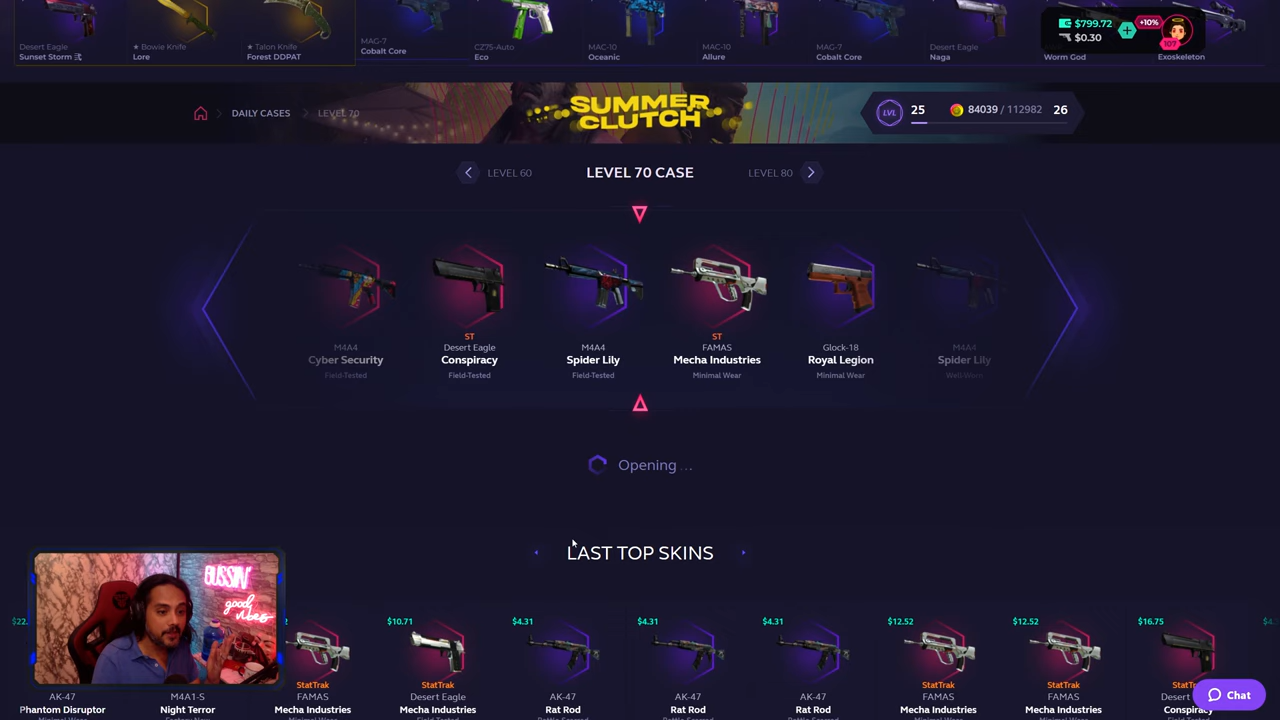 Desert Eagle
Sunset Storm 壱
★ Bowie Knife
Lore
★ Talon Knife
Forest DDPAT
MAG-7
Cobalt Core
CZ75-Auto
Eco
MAC-10
Oceanic
MAC-10
Allure
MAG-7
Cobalt Core
Desert Eagle
Naga
Worm God
Exoskeleton
$799.72
$0.30
+10%
107
DAILY CASES
LEVEL 70
SUMMER
CLUTCH
LVL
25
84039 / 112982
26
LEVEL 60
LEVEL 70 CASE
LEVEL 80
M4A4
Cyber Security
Field-Tested
ST
Desert Eagle
Conspiracy
Field-Tested
M4A4
Spider Lily
Field-Tested
ST
FAMAS
Mecha Industries
Minimal Wear
Glock-18
Royal Legion
Minimal Wear
M4A4
Spider Lily
Well-Worn
Opening ...
LAST TOP SKINS
BUSSIN'
good
vibes
AK-47
Phantom Disruptor
M4A1-S
Night Terror
StatTrak
FAMAS
Mecha Industries
$10.71
StatTrak
Desert Eagle
Mecha Industries
$4.31
AK-47
Rat Rod
$4.31
AK-47
Rat Rod
$4.31
AK-47
Rat Rod
$12.52
StatTrak
FAMAS
Mecha Industries
$12.52
StatTrak
FAMAS
Mecha Industries
$16.75
StatTrak
Chat